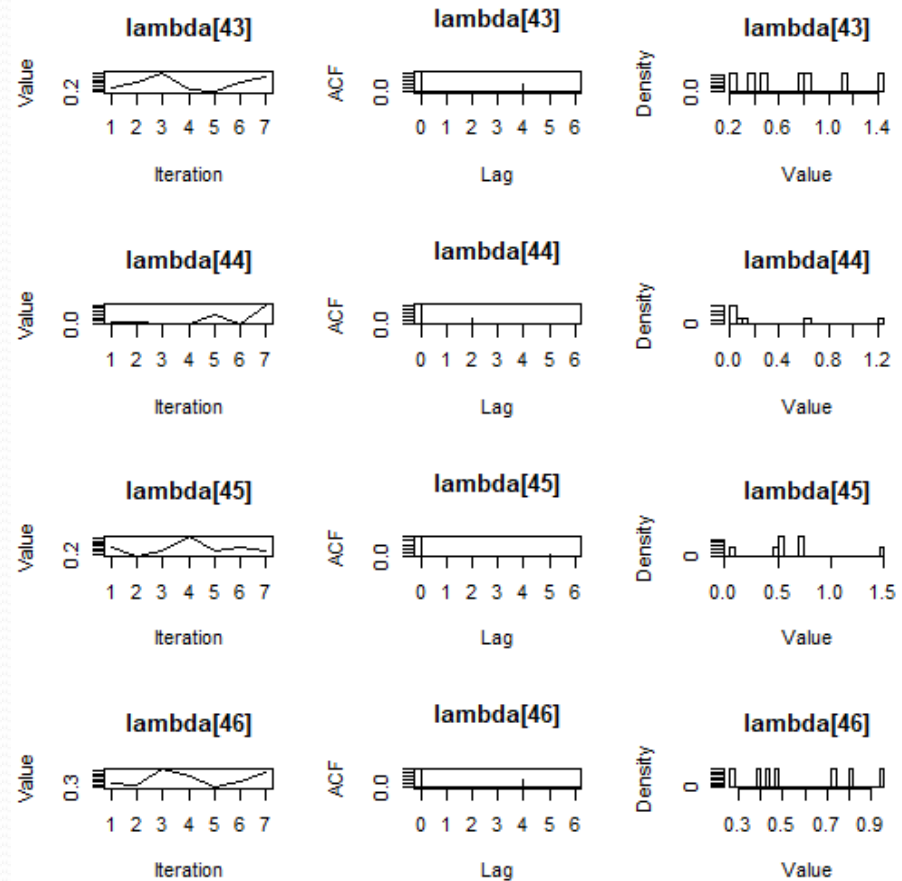 lambda[43] lambda[43] lambda[43]
Value 0.2 ACF 0.0 Density 0.0
1 2 3 4 5 6 7 0 1 2 3 4 5 6 0.2 0.6 1.0 1.4
Iteration Lag Value
lambda[44] lambda[44] lambda[44]
Value 0.0 ACF 0.0 Density 0
1 2 3 4 5 6 7 0 1 2 3 4 5 6 0.0 0.4 0.8 1.2
Iteration Lag Value
lambda[45] lambda[45] lambda[45]
Value 0.2 ACF 0.0 Density 0
1 2 3 4 5 6 7 0 1 2 3 4 5 6 0.0 0.5 1.0 1.5
Iteration Lag Value
lambda[46] lambda[46] lambda[46]
Value 0.3 ACF 0.0 Density 0
1 2 3 4 5 6 7 0 1 2 3 4 5 6 0.3 0.5 0.7 0.9
Iteration Lag Value